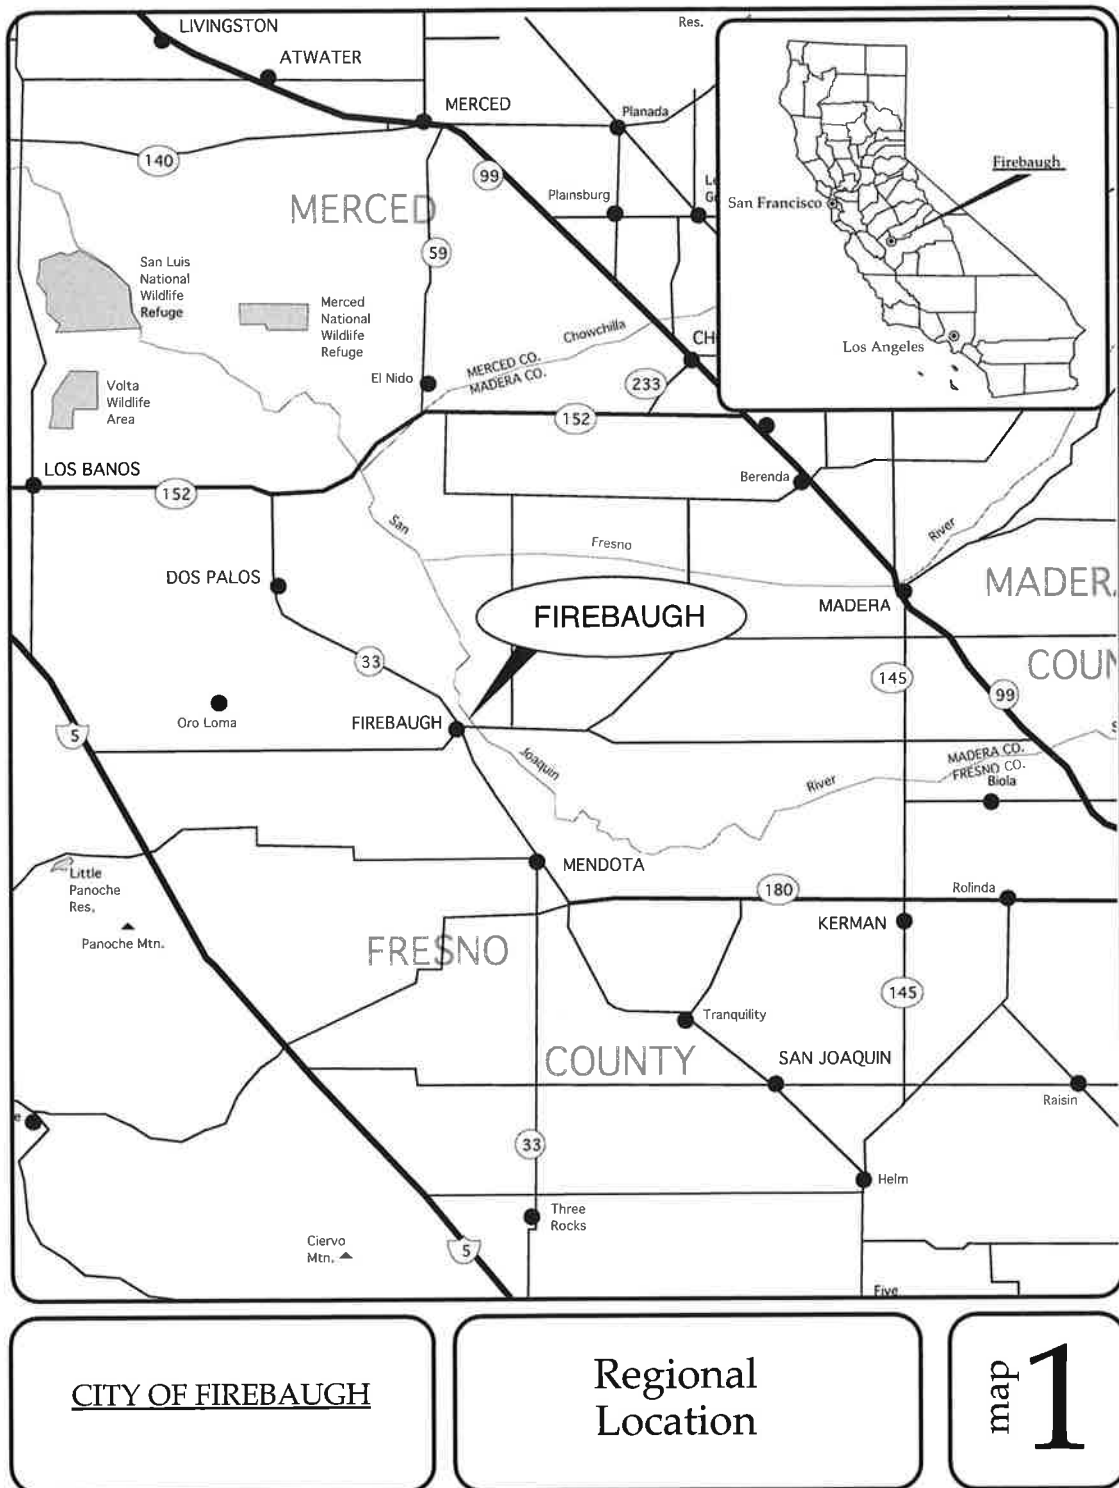 LIVINGSTON
Res.
ATWATER
MERCED
Planada
140
99
MERCED
Plainsburg
59
San Luis
National
Wildlife
Refuge
Merced
National
Wildlife
Refuge
Chowchilla
MERCED CO.
MADERA CO.
El Nido
233
Volta
Wildlife
Area
152
LOS BANOS
152
Berenda
San
Fresno
River
DOS PALOS
MADERA
MADERA
FIREBAUGH
COUN
33
145
99
Oro Loma
FIREBAUGH
5
Joaquin
River
MADERA CO.
FRESNO CO.
Biola
MENDOTA
Little
Panoche
Res.
180
Rolinda
Panoche Mtn.
KERMAN
FRESNO
145
Tranquility
COUNTY
SAN JOAQUIN
Raisin
33
Helm
Three
Rocks
Ciervo
Mtn.
5
Five
Firebaugh
San Francisco
Los Angeles
CITY OF FIREBAUGH
Regional
Location
map 1